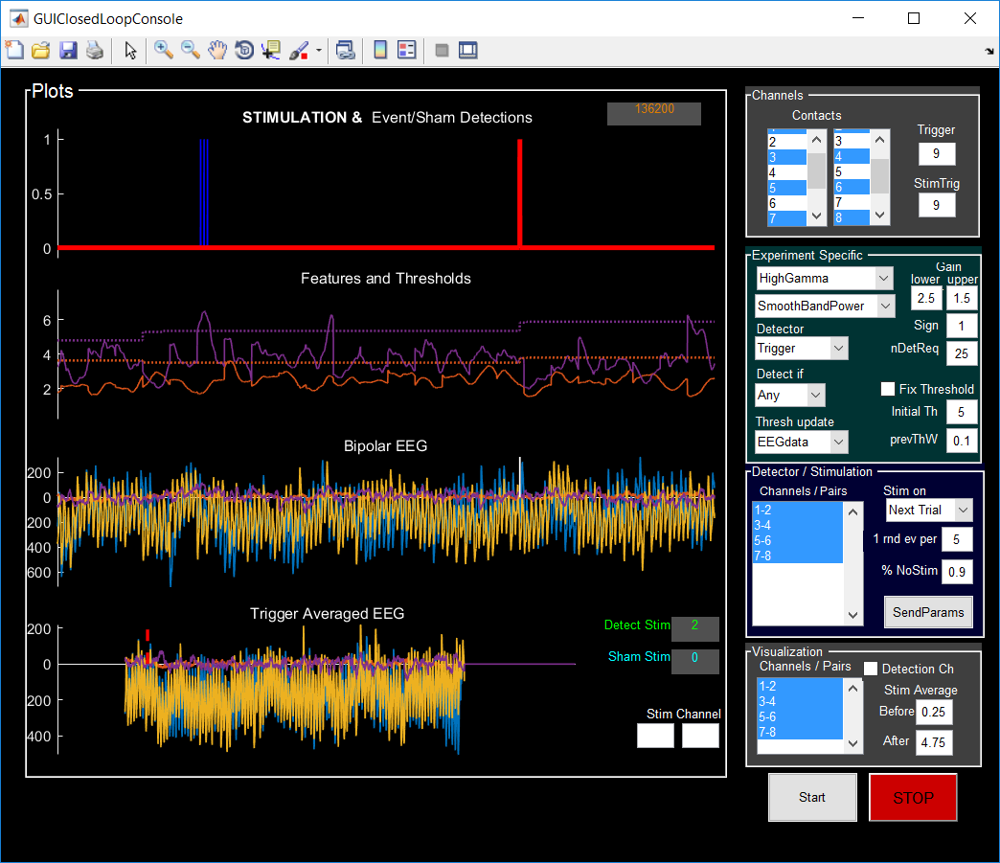 GUIClosedLoopConsole
Plots
STIMULATION & Event/Sham Detections
136200
1
0.5
0
Features and Thresholds
6
4
2
Bipolar EEG
200
0
200
400
600
Trigger Averaged EEG
200
0
200
400
Detect Stim 2
Sham Stim 0
Stim Channel
Channels
Contacts
2
3
4
5
6
7
3
4
5
6
7
8
Trigger
9
StimTrig
9
Experiment Specific
HighGamma
SmoothBandPower
Detector
Trigger
Detect if
Any
Thresh update
EEGdata
Gain
lower upper
2.5 1.5
Sign 1
nDetReq 25
Fix Threshold
Initial Th 5
prevThW 0.1
Detector / Stimulation
Channels / Pairs
1-2
3-4
5-6
7-8
Stim on
Next Trial
1 rnd ev per 5
% NoStim 0.9
SendParams
Visualization
Channels / Pairs
1-2
3-4
5-6
7-8
Detection Ch
Stim Average
Before 0.25
After 4.75
Start
STOP